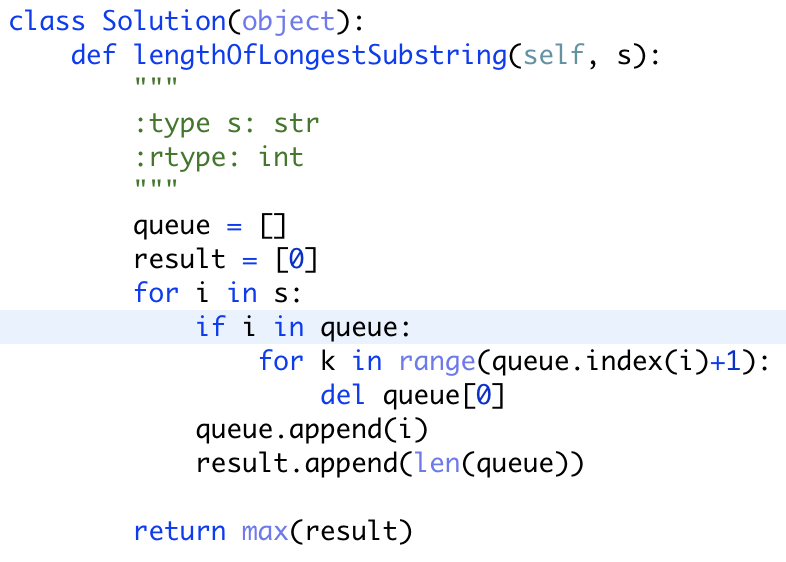 class Solution(object):
    def lengthOfLongestSubstring(self, s):
        """
        :type s: str
        :rtype: int
        """
        queue = []
        result = [0]
        for i in s:
            if i in queue:
                for k in range(queue.index(i)+1):
                    del queue[0]
            queue.append(i)
            result.append(len(queue))

        return max(result)